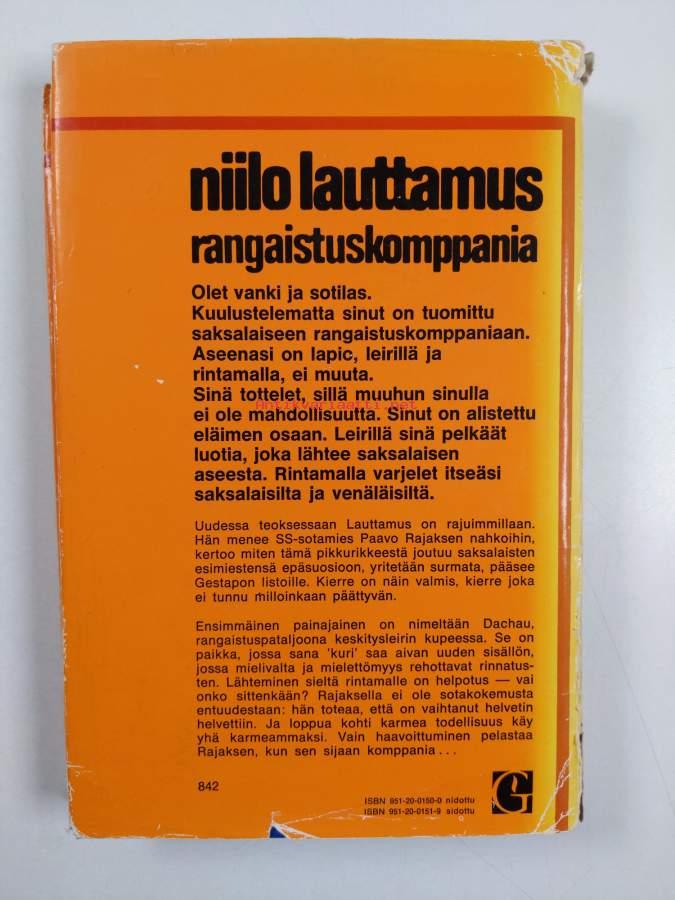 niilo lauttamus
rangaistuskomppania
Olet vanki ja sotilas.
Kuulustelematta sinut on tuomittu
saksalaiseen rangaistuskomppaniaan.
Aseenasi on lapio, leirillä ja
rintamalla, ei muuta.
Sinä tottelet, sillä muuhun sinulla
ei ole mahdollisuutta. Sinut on alistettu
Antikvariaatti.net
eläimen osaan. Leirillä sinä pelkäät
luotia, joka lähtee saksalaisen
aseesta. Rintamalla varjelet itseäsi
saksalaisilta ja venäläisiltä.
Uudessa teoksessaan Lauttamus on rajuimmillaan.
Hän menee SS-sotamies Paavo Rajaksen nahkoihin,
kertoo miten tämä pikkurikkeestä joutuu saksalaisten
esimiestensä epäsuosioon, yritetään surmata, pääsee
Gestapon listoille. Kierre on näin valmis, kierre joka
ei tunnu milloinkaan päättyvän.
Ensimmäinen painajainen on nimeltään Dachau,
rangaistuspataljoona keskitysleirin kupeessa. Se on
paikka, jossa sana 'kuri' saa aivan uuden sisällön,
jossa mielivalta ja mielettömyys rehottavat rinnatus-
ten. Lähteminen sieltä rintamalle on helpotus — vai
onko sittenkään? Rajaksella ei ole sotakokemusta
entuudestaan: hän toteaa, että on vaihtanut helvetin
helvettiin. Ja loppua kohti karmea todellisuus käy
yhä karmeammaksi. Vain haavoittuminen pelastaa
Rajaksen, kun sen sijaan komppania...
842
ISBN 951-20-0150-0 nidottu
ISBN 951-20-0151-9 sidottu
G